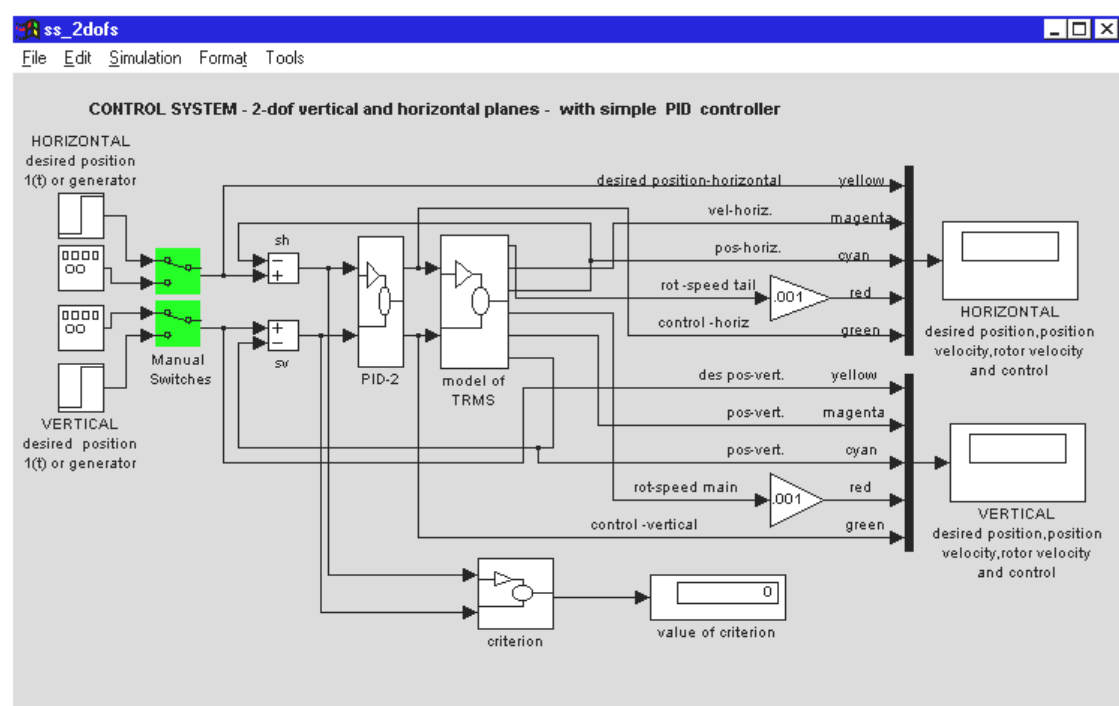 ss_2dofs
File Edit Simulation Format Tools
CONTROL SYSTEM - 2-dof vertical and horizontal planes - with simple PID controller
HORIZONTAL
desired position
1(t) or generator
Manual
Switches
VERTICAL
desired position
1(t) or generator
sh
sv
PID-2
model of
TRMS
desired position-horizontal yellow
vel-horiz. magenta
pos-horiz. cyan
rot -speed tail .001 red
control -horiz green
HORIZONTAL
desired position,position
velocity,rotor velocity
and control
des pos-vert. yellow
pos-vert. magenta
pos-vert. cyan
rot-speed main .001 red
control -vertical green
VERTICAL
desired position,position
velocity,rotor velocity
and control
criterion
0
value of criterion